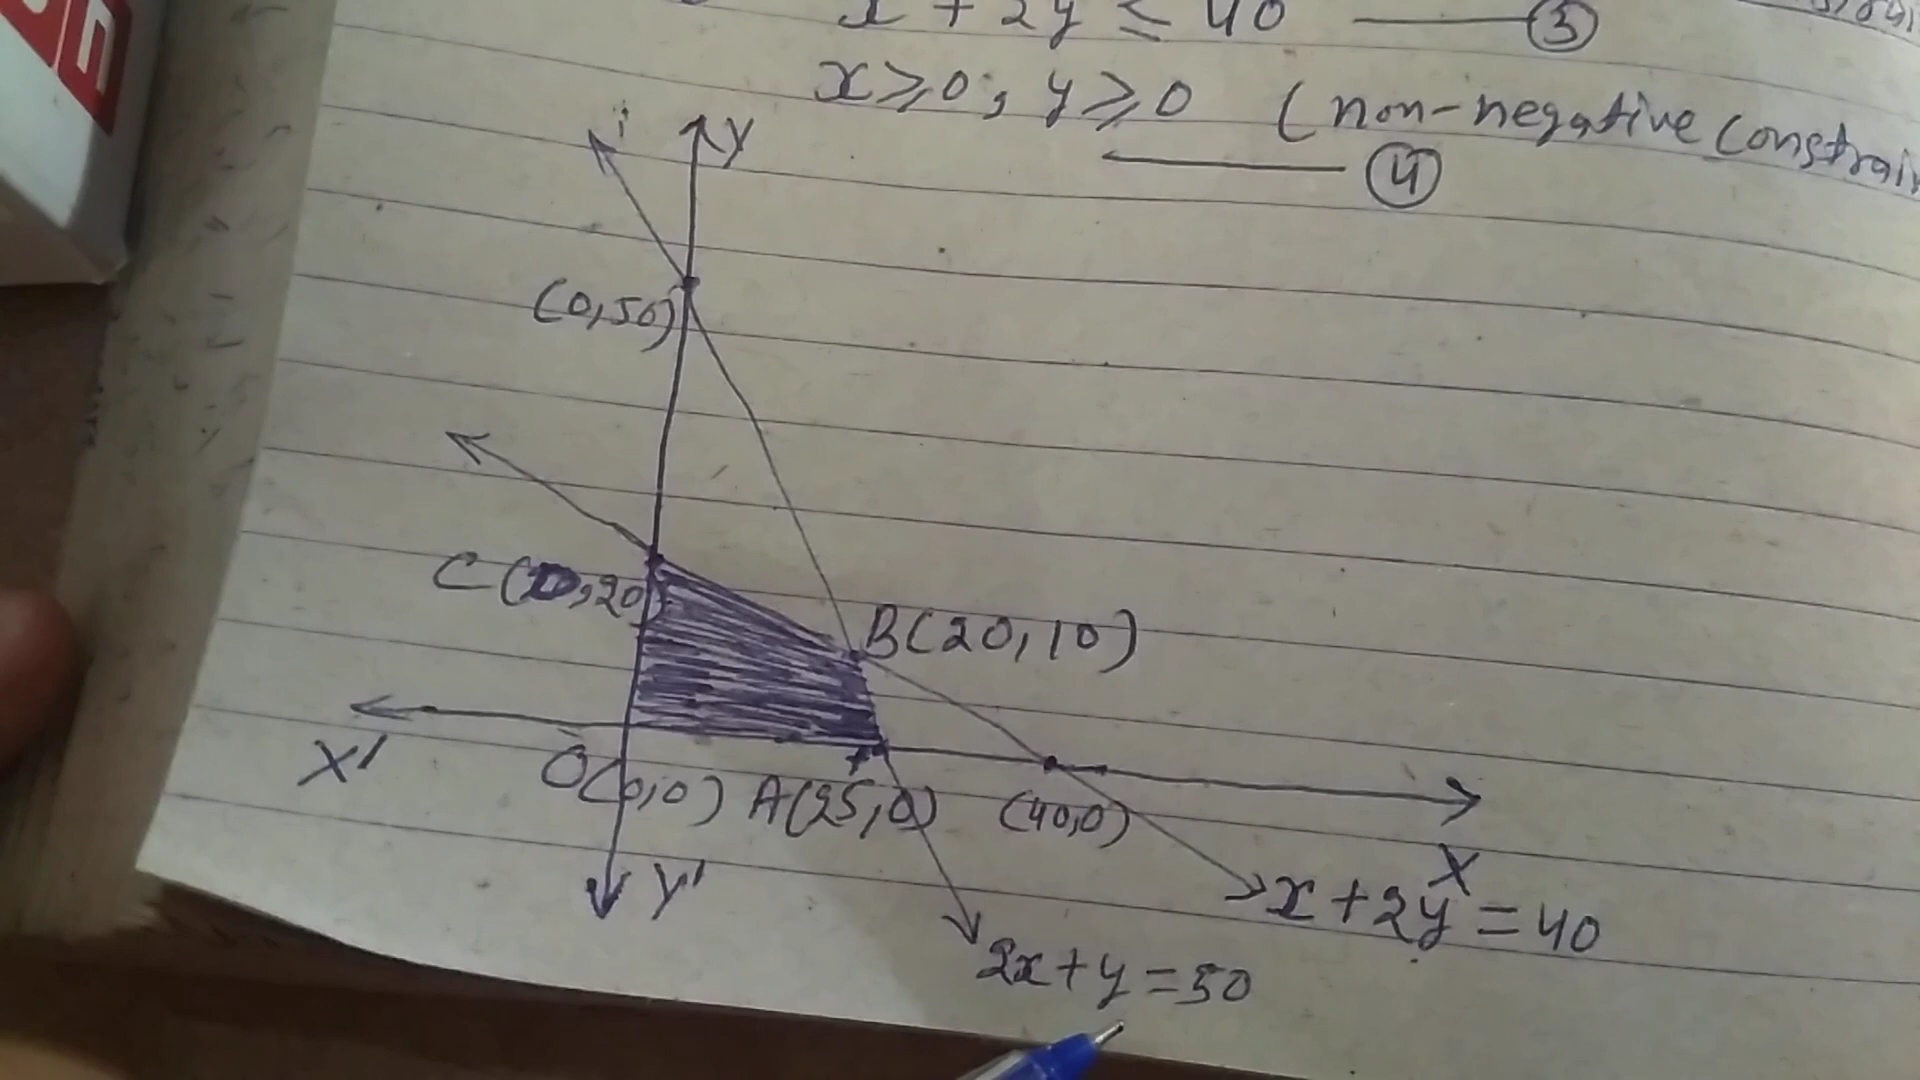 x + 2y ≤ 40 —— ③
x ≥ 0, y ≥ 0 (non-negative
④
Y
(0,50)
C(0,20)
B(20,10)
X'
O(0,0) A(25,0) (40,0)
X
Y'
x + 2y = 40
2x + y = 50